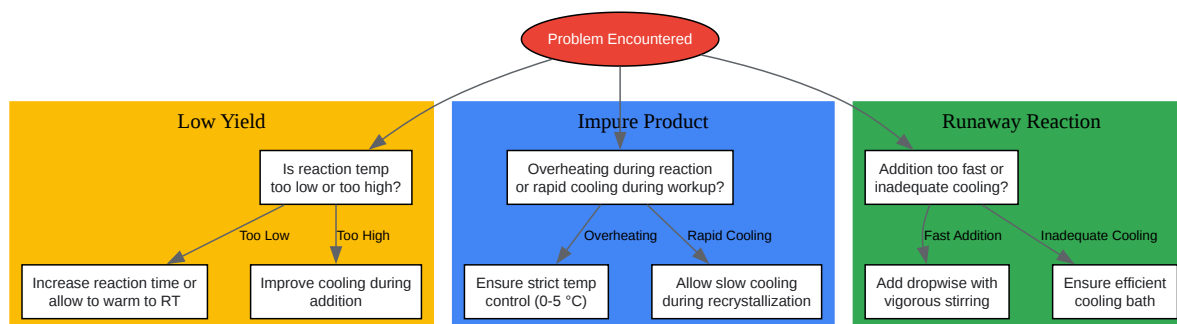 Problem Encountered
Low Yield
Impure Product
Runaway Reaction
Is reaction temp
too low or too high?
Overheating during reaction
or rapid cooling during workup?
Addition too fast or
inadequate cooling?
Too Low
Too High
Overheating
Rapid Cooling
Fast Addition
Inadequate Cooling
Increase reaction time or
allow to warm to RT
Improve cooling during
addition
Ensure strict temp
control (0-5 °C)
Allow slow cooling
during recrystallization
Add dropwise with
vigorous stirring
Ensure efficient
cooling bath